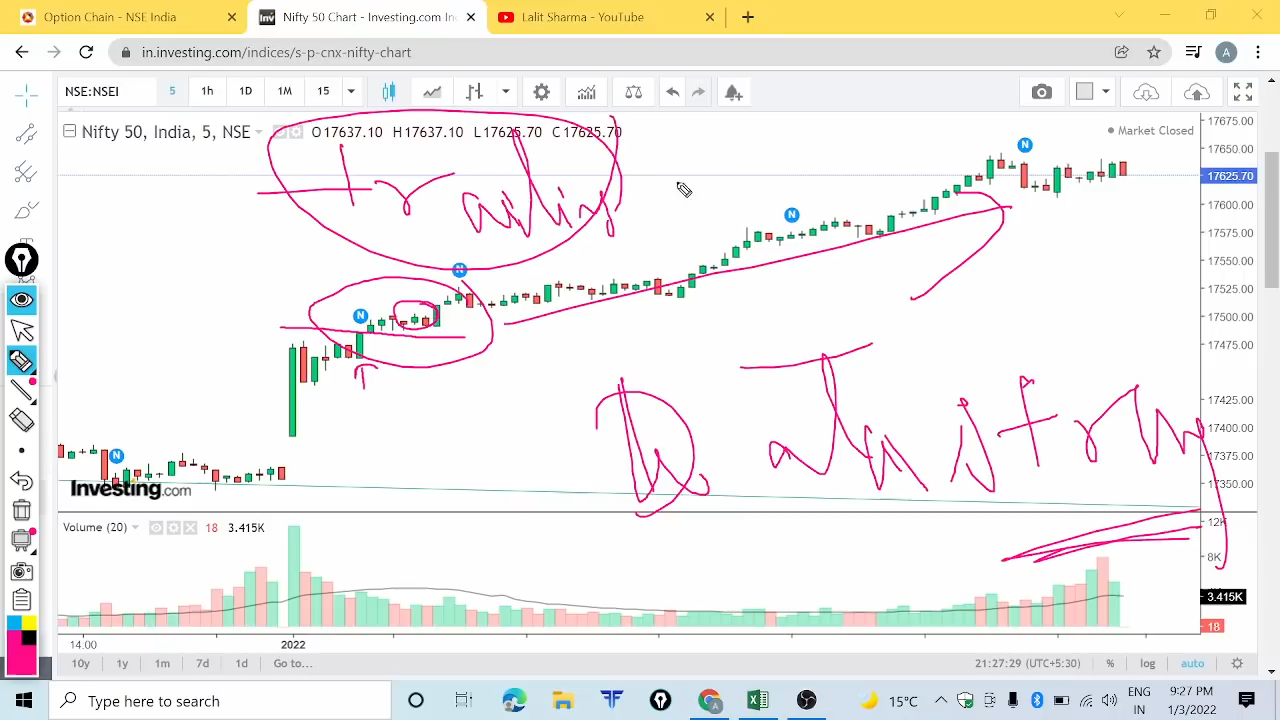 Option Chain - NSE India
Nifty 50 Chart - Investing.com In
Lalit Sharma - YouTube
in.investing.com/indices/s-p-cnx-nifty-chart
A
NSE:NSEI 5 1h 1D 1M 15
Nifty 50, India, 5, NSE O17637.10 H17637.10 L17625.70 C17625.70
Market Closed
17675.00
17650.00
17625.70
17600.00
17575.00
17550.00
17525.00
17500.00
17475.00
17450.00
17425.00
17400.00
17375.00
17350.00
N
N
N
N
N
trading
Investing.com
Volume (20) 18 3.415K
12K
8K
3.415K
18
14:00 2022
10y 1y 1m 7d 1d Go to... 21:27:29 (UTC+5:30) % log auto
Type here to search
15°C
ENG
IN
9:27 PM
1/3/2022